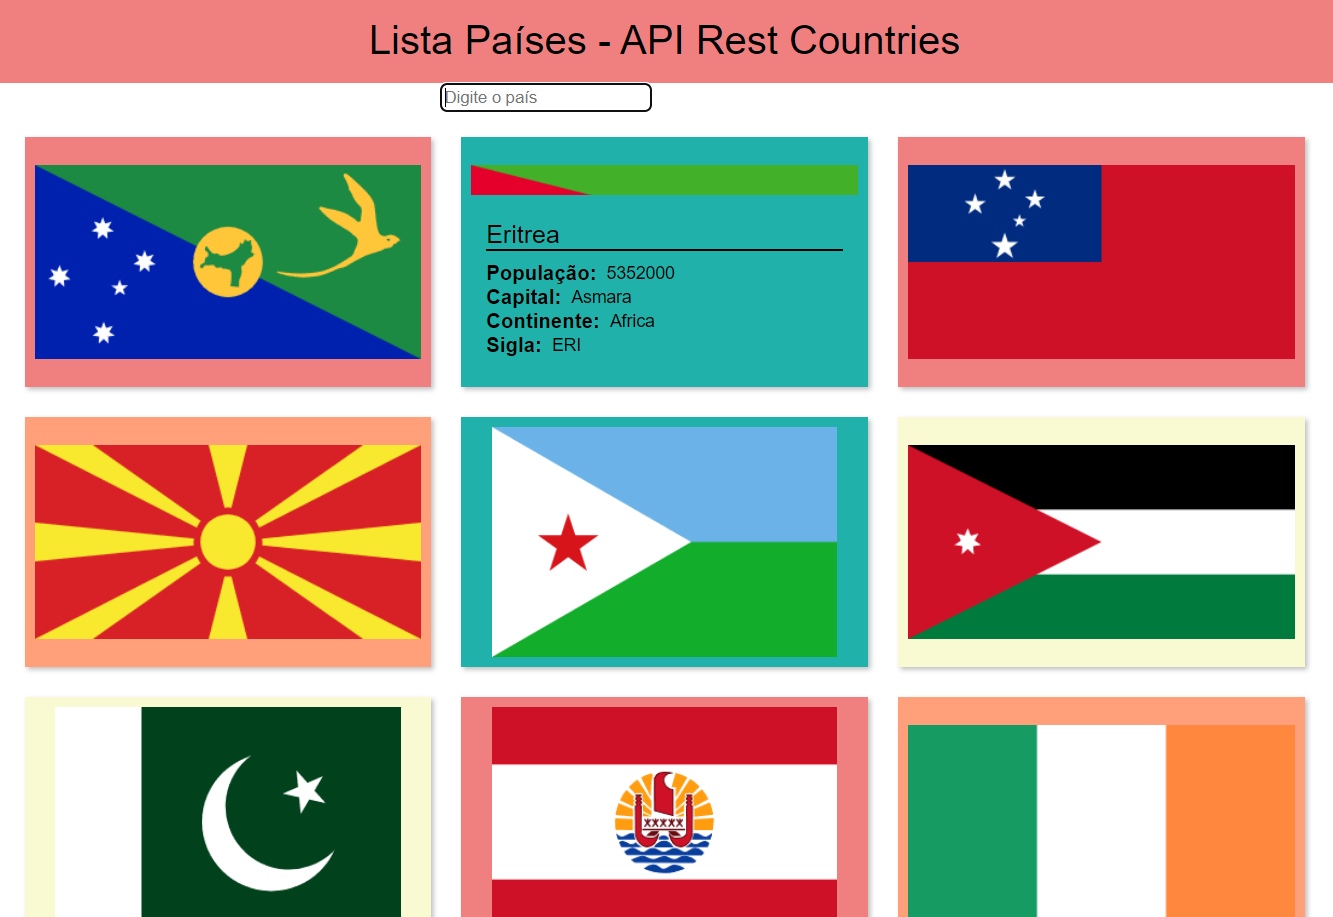 Lista Países - API Rest Countries
Digite o país
Eritrea
População: 5352000
Capital: Asmara
Continente: Africa
Sigla: ERI